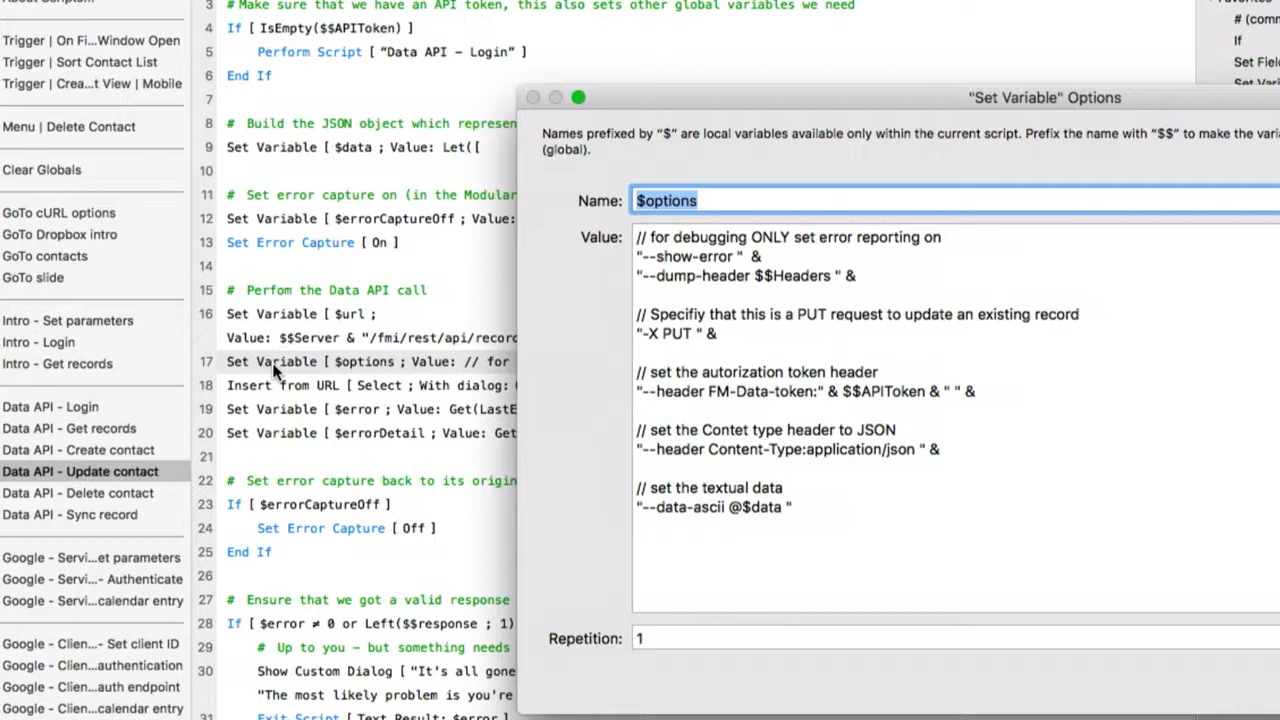 About Scripts...
Trigger | On Fi...Window Open
Trigger | Sort Contact List
Trigger | Crea...t View | Mobile
Menu | Delete Contact
Clear Globals
GoTo cURL options
GoTo Dropbox intro
GoTo contacts
GoTo slide
Intro - Set parameters
Intro - Login
Intro - Get records
Data API - Login
Data API - Get records
Data API - Create contact
Data API - Update contact
Data API - Delete contact
Data API - Sync record
Google - Servi...et parameters
Google - Servi...- Authenticate
Google - Servi...calendar entry
Google - Clien...- Set client ID
Google - Clien...authentication
Google - Clien...auth endpoint
Google - Clien...calendar entry
3 #Make sure that we have an API token, this also sets other global variables we need
4 If [ IsEmpty($$APIToken) ]
5 Perform Script [ “Data API - Login” ]
6 End If
7
8 # Build the JSON object which represen
9 Set Variable [ $data ; Value: Let([
10
11 # Set error capture on (in the Modular
12 Set Variable [ $errorCaptureOff ; Value:
13 Set Error Capture [ On ]
14
15 # Perfom the Data API call
16 Set Variable [ $url ;
Value: $$Server & "/fmi/rest/api/record
17 Set Variable [ $options ; Value: // for
18 Insert from URL [ Select ; With dialog:
19 Set Variable [ $error ; Value: Get(LastE
20 Set Variable [ $errorDetail ; Value: Get
21
22 # Set error capture back to its origin
23 If [ $errorCaptureOff ]
24 Set Error Capture [ Off ]
25 End If
26
27 # Ensure that we got a valid response
28 If [ $error ≠ 0 or Left($$response ; 1)
29 # Up to you - but something needs
30 Show Custom Dialog [ "It's all gone
"The most likely problem is you're
31 Exit Script [ Text Result: $error ]
"Set Variable" Options
Names prefixed by “$” are local variables available only within the current script. Prefix the name with “$$” to make the varia
(global).
Name: $options
Value: // for debugging ONLY set error reporting on
"--show-error " &
"--dump-header $$Headers " &
// Specifiy that this is a PUT request to update an existing record
"-X PUT " &
// set the autorization token header
"--header FM-Data-token:" & $$APIToken & " " &
// set the Contet type header to JSON
"--header Content-Type:application/json " &
// set the textual data
"--data-ascii @$data "
Repetition: 1
# (comm
If
Set Fiel